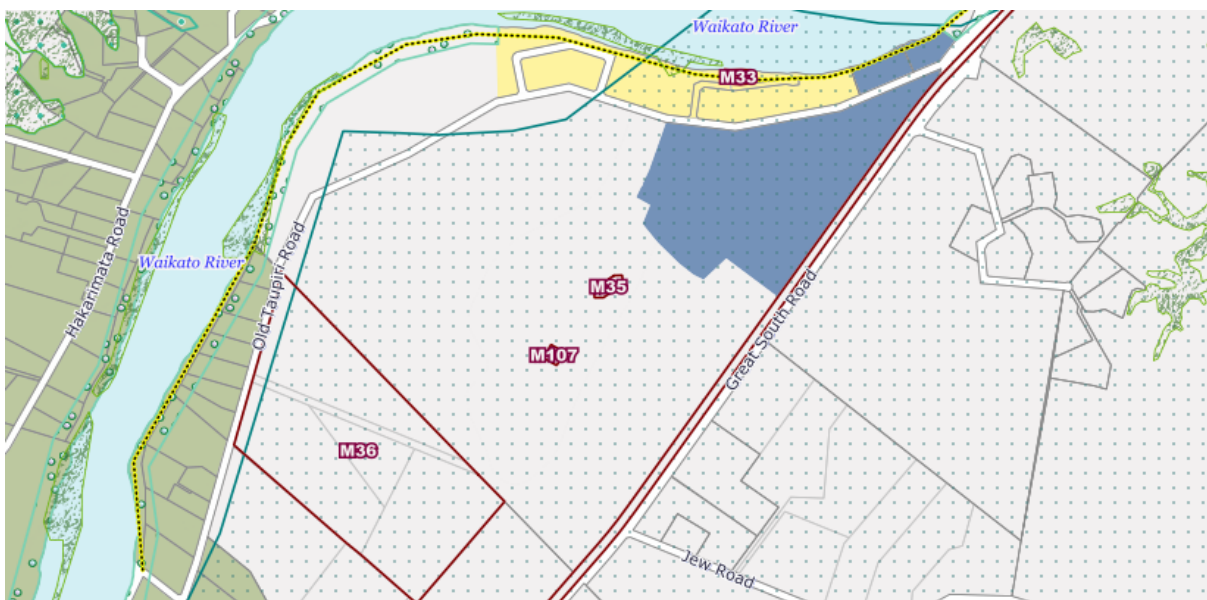 Waikato River
M33
Hakarimata Road
Waikato River
Old Taupiri Road
M35
Great South Road
M107
M36
Jew Road